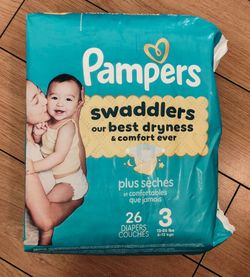 Pampers
swaddlers
our best dryness
& comfort ever
plus sèches
et confortables
que jamais
26
DIAPERS
COUCHES
3